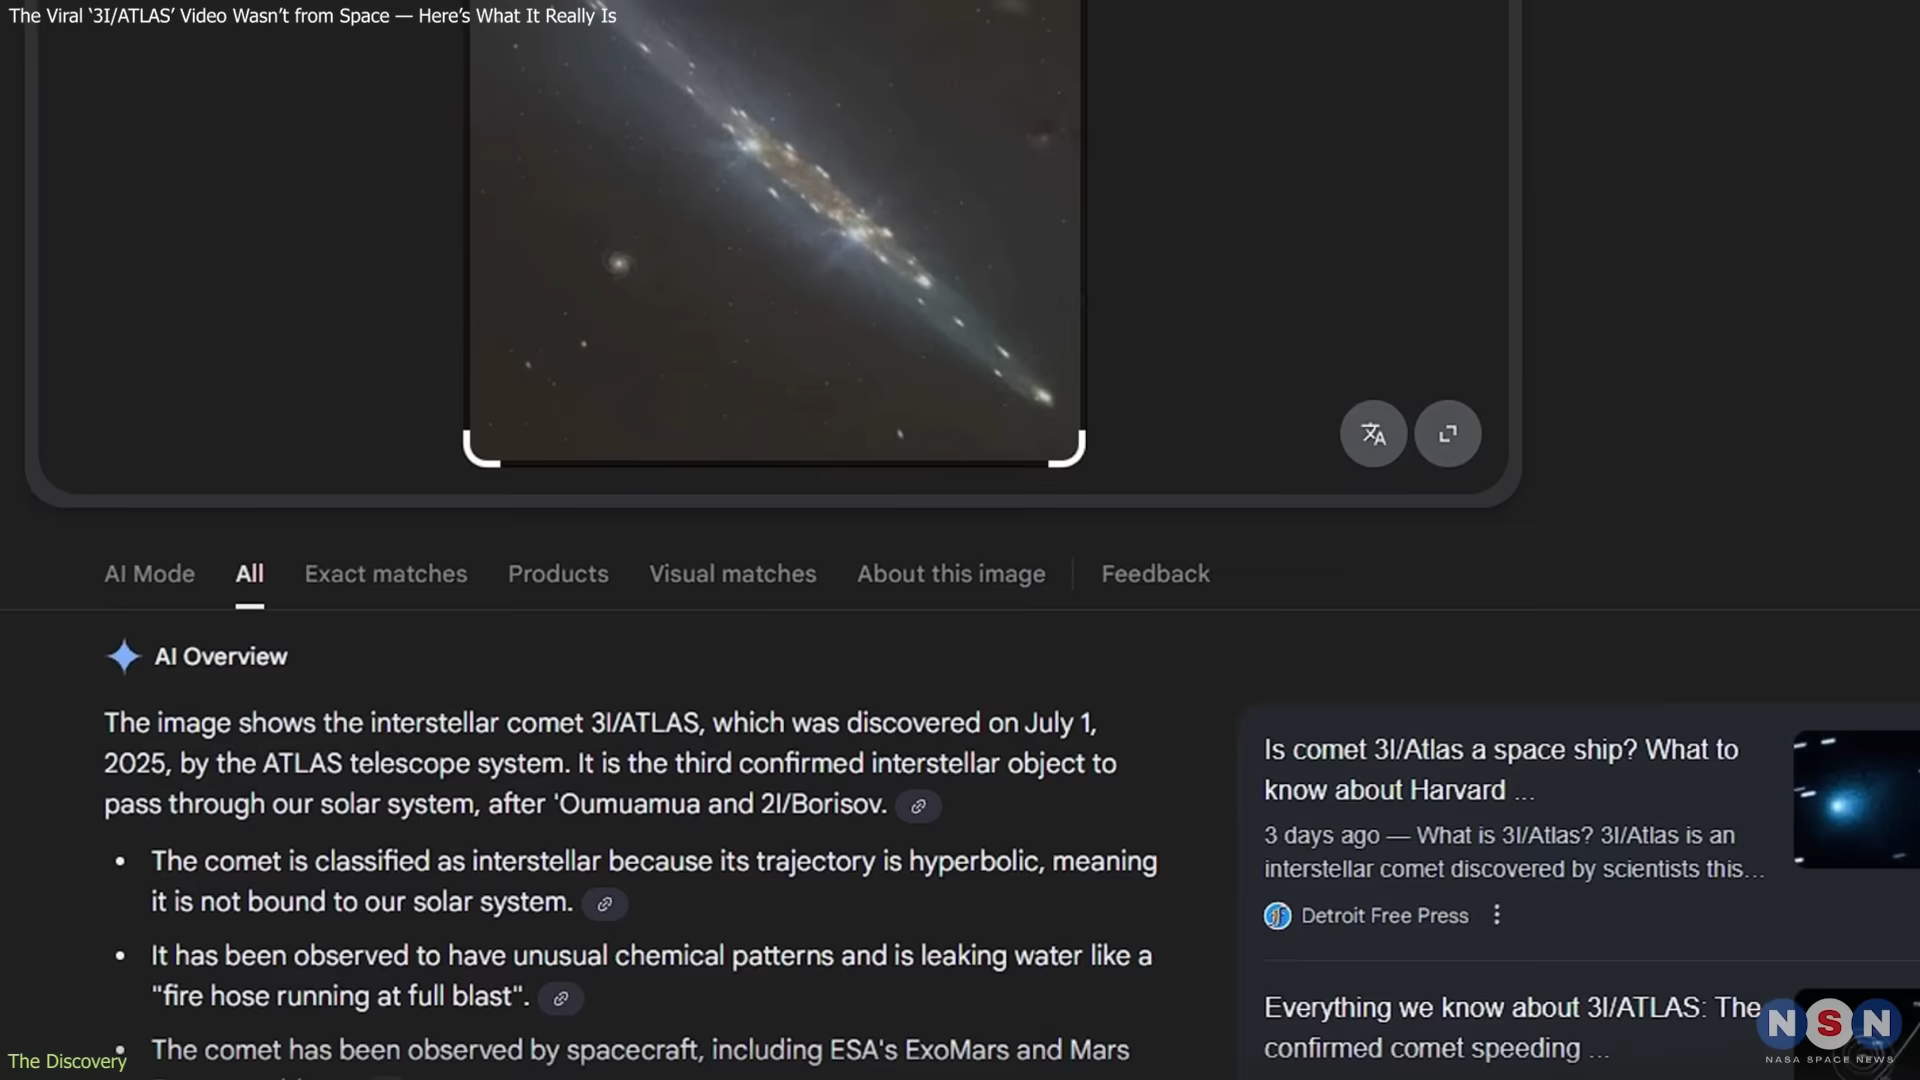 The Viral ‘3I/ATLAS’ Video Wasn’t from Space — Here’s What It Really Is
AI Mode
All
Exact matches
Products
Visual matches
About this image
Feedback
AI Overview
The image shows the interstellar comet 3I/ATLAS, which was discovered on July 1,
2025, by the ATLAS telescope system. It is the third confirmed interstellar object to
pass through our solar system, after 'Oumuamua and 2I/Borisov.
• The comet is classified as interstellar because its trajectory is hyperbolic, meaning
it is not bound to our solar system.
• It has been observed to have unusual chemical patterns and is leaking water like a
"fire hose running at full blast".
• The comet has been observed by spacecraft, including ESA's ExoMars and Mars
Is comet 3I/Atlas a space ship? What to
know about Harvard ...
3 days ago — What is 3I/Atlas? 3I/Atlas is an
interstellar comet discovered by scientists this...
Detroit Free Press
Everything we know about 3I/ATLAS: The
confirmed comet speeding ...
NSN
NASA SPACE NEWS
The Discovery